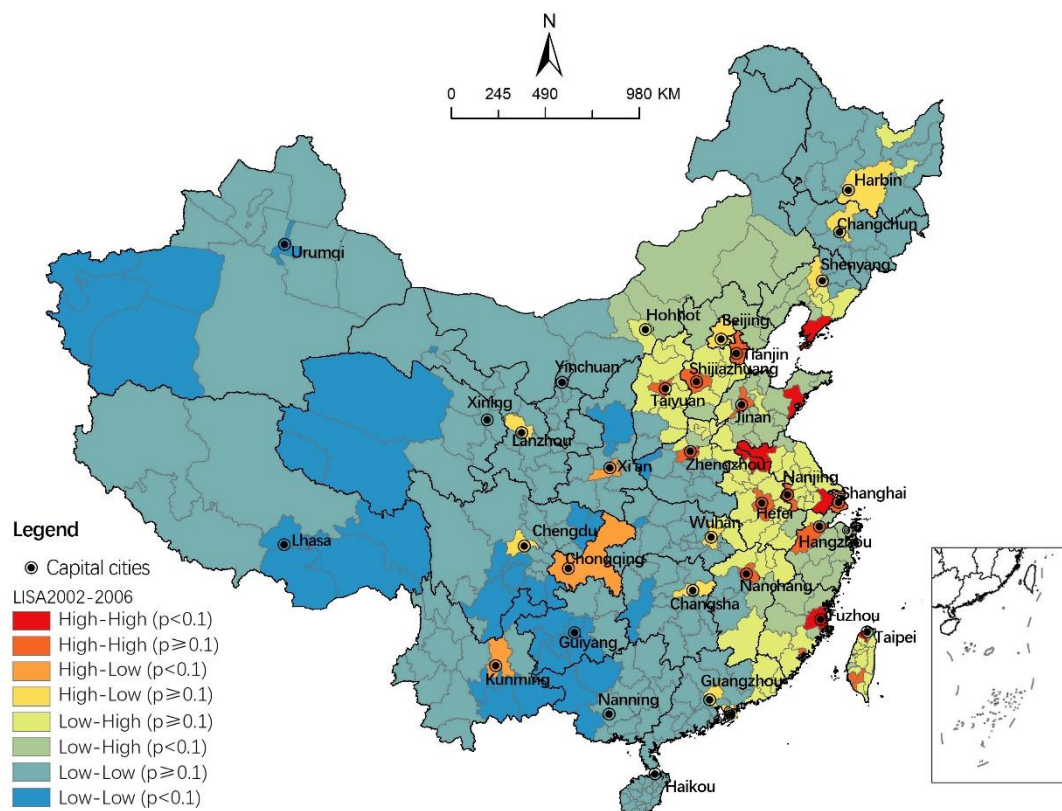 N
0 245 490 980 KM
Harbin
Changchun
Urumqi
Shenyang
Hohhot
Beijing
Tianjin
Yinchuan
Shijiazhuang
Taiyuan
Xining
Jinan
Lanzhou
Zhengzhou
Xi'an
Nanjing
Shanghai
Hefei
Wuhan
Chengdu
Hangzhou
Lhasa
Chongqing
Nanchang
Changsha
Fuzhou
Taipei
Guiyang
Kunming
Guangzhou
Nanning
Haikou
Legend
Capital cities
LISA2002-2006
High-High (p<0.1)
High-High (p≥0.1)
High-Low (p<0.1)
High-Low (p≥0.1)
Low-High (p≥0.1)
Low-High (p<0.1)
Low-Low (p≥0.1)
Low-Low (p<0.1)